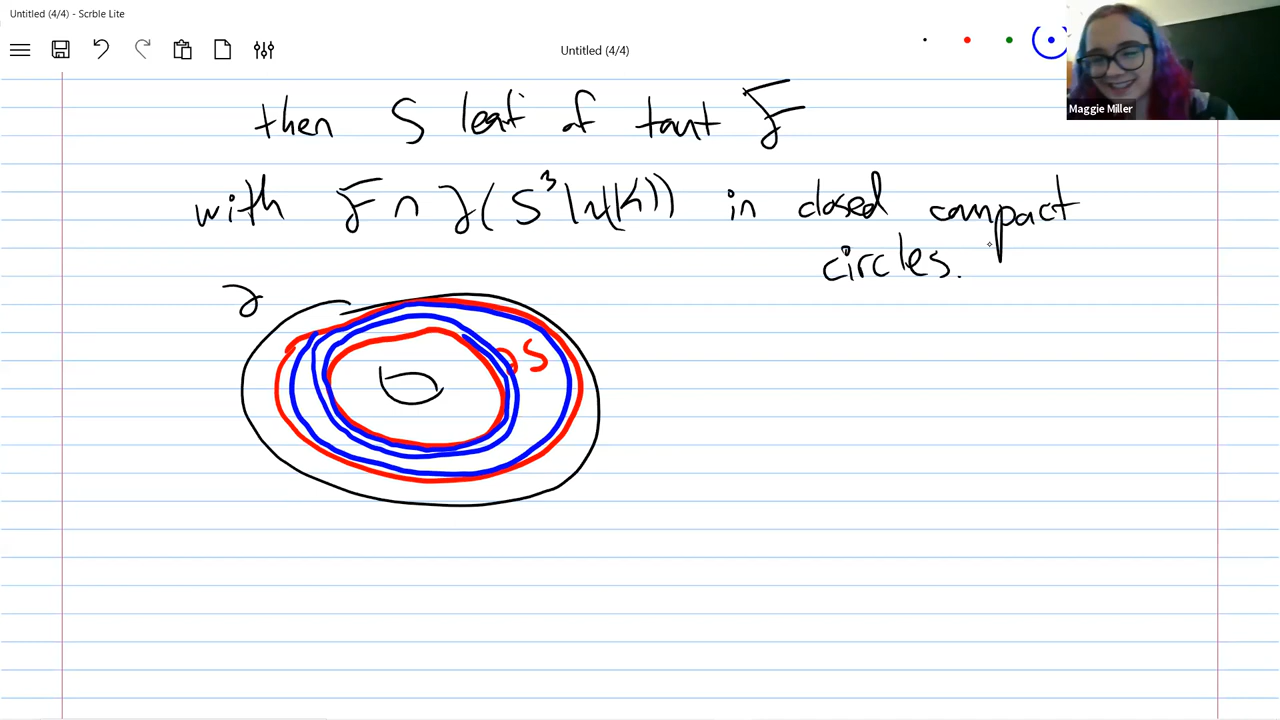 Untitled (4/4) - Scrble Lite
Untitled (4/4)
Maggie Miller
then S leaf of taut F
with F ∩ ∂(S³\ν(K)) in closed compact
circles.
∂
S